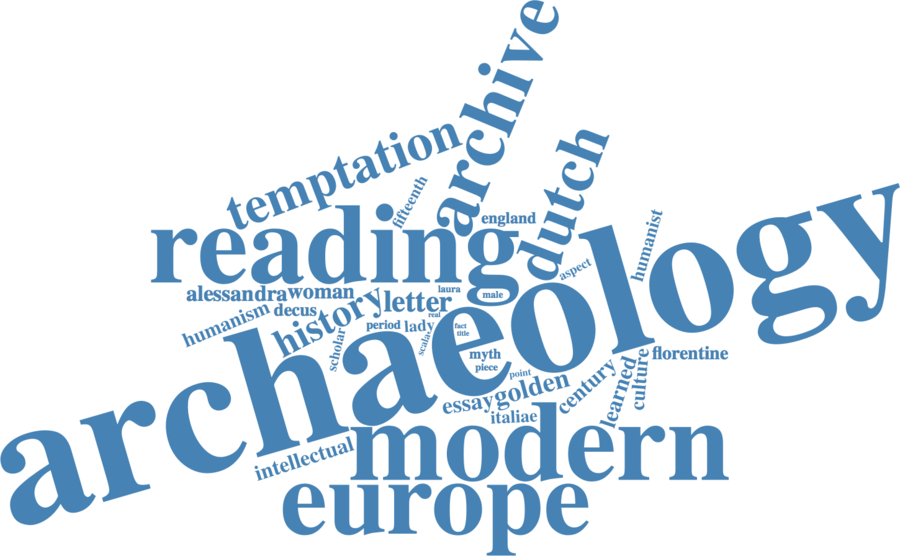 archive
temptation
dutch
fifteenth
england
reading
humanist
archaeology
aspect
alessandra
woman
laura
male
humanism
decus
history
letter
real
period
lady
fact
title
scholar
scala
myth
piece
florentine
point
essay
golden
century
learned
culture
italiae
intellectual
modern
europe